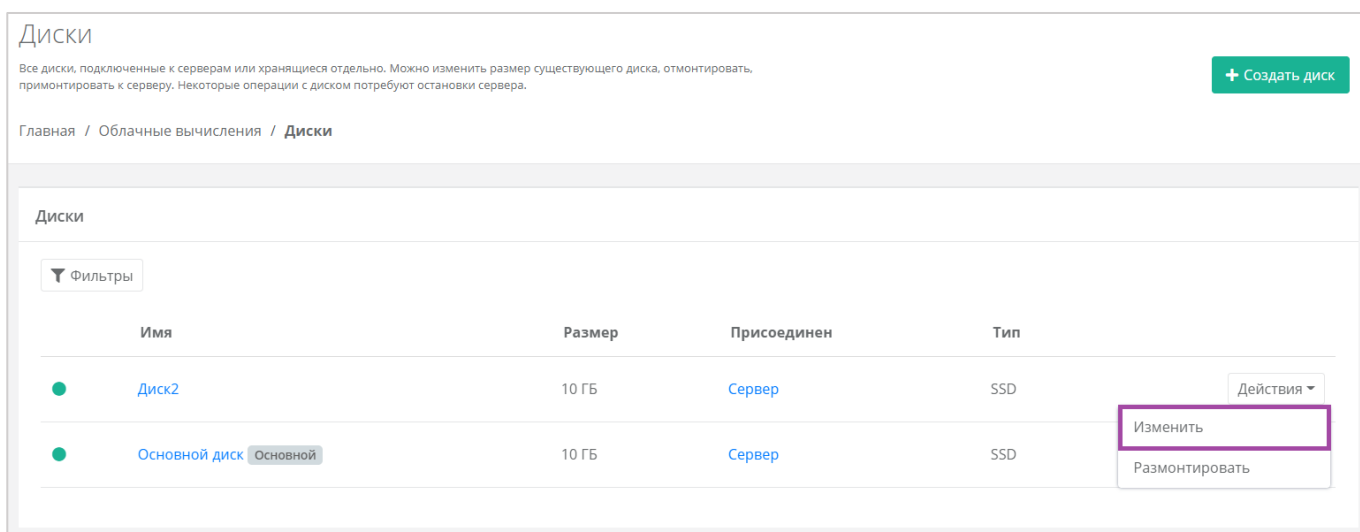 Диски
Все диски, подключенные к серверам или хранящиеся отдельно. Можно изменить размер существующего диска, отмонтировать,
примонтировать к серверу. Некоторые операции с диском потребуют остановки сервера.
+ Создать диск
Главная / Облачные вычисления / Диски
Диски
Фильтры
Имя Размер Присоединен Тип
Диск2 10 ГБ Сервер SSD Действия
Изменить
Основной диск Основной 10 ГБ Сервер SSD
Размонтировать